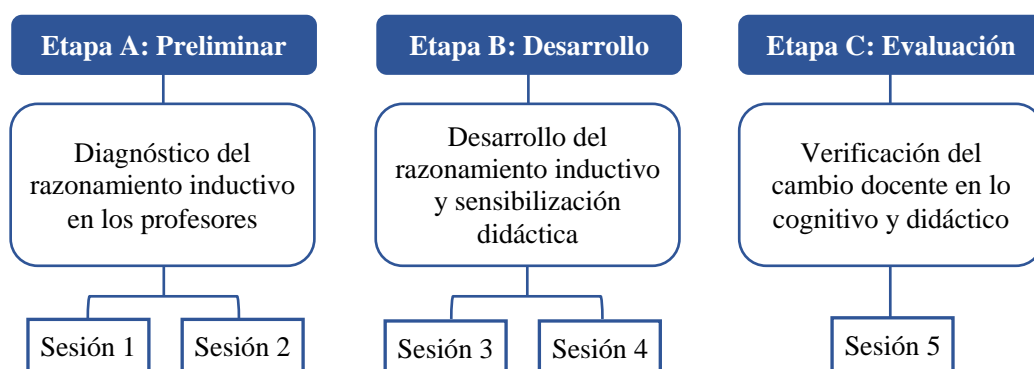 Etapa A: Preliminar
Diagnóstico del
razonamiento inductivo
en los profesores
Sesión 1
Sesión 2
Etapa B: Desarrollo
Desarrollo del
razonamiento inductivo
y sensibilización
didáctica
Sesión 3
Sesión 4
Etapa C: Evaluación
Verificación del
cambio docente en lo
cognitivo y didáctico
Sesión 5